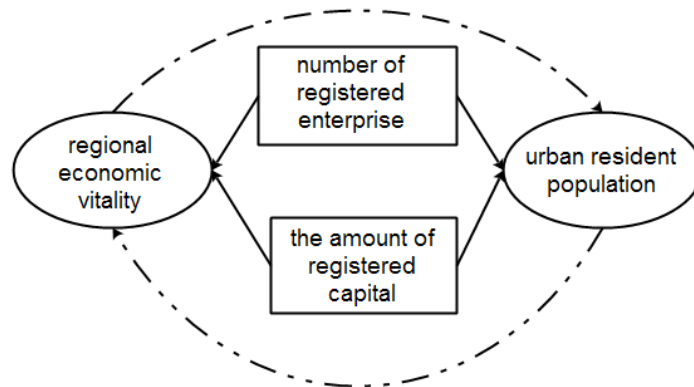 number of
registered
enterprise
regional
economic
vitality
urban resident
population
the amount of
registered
capital